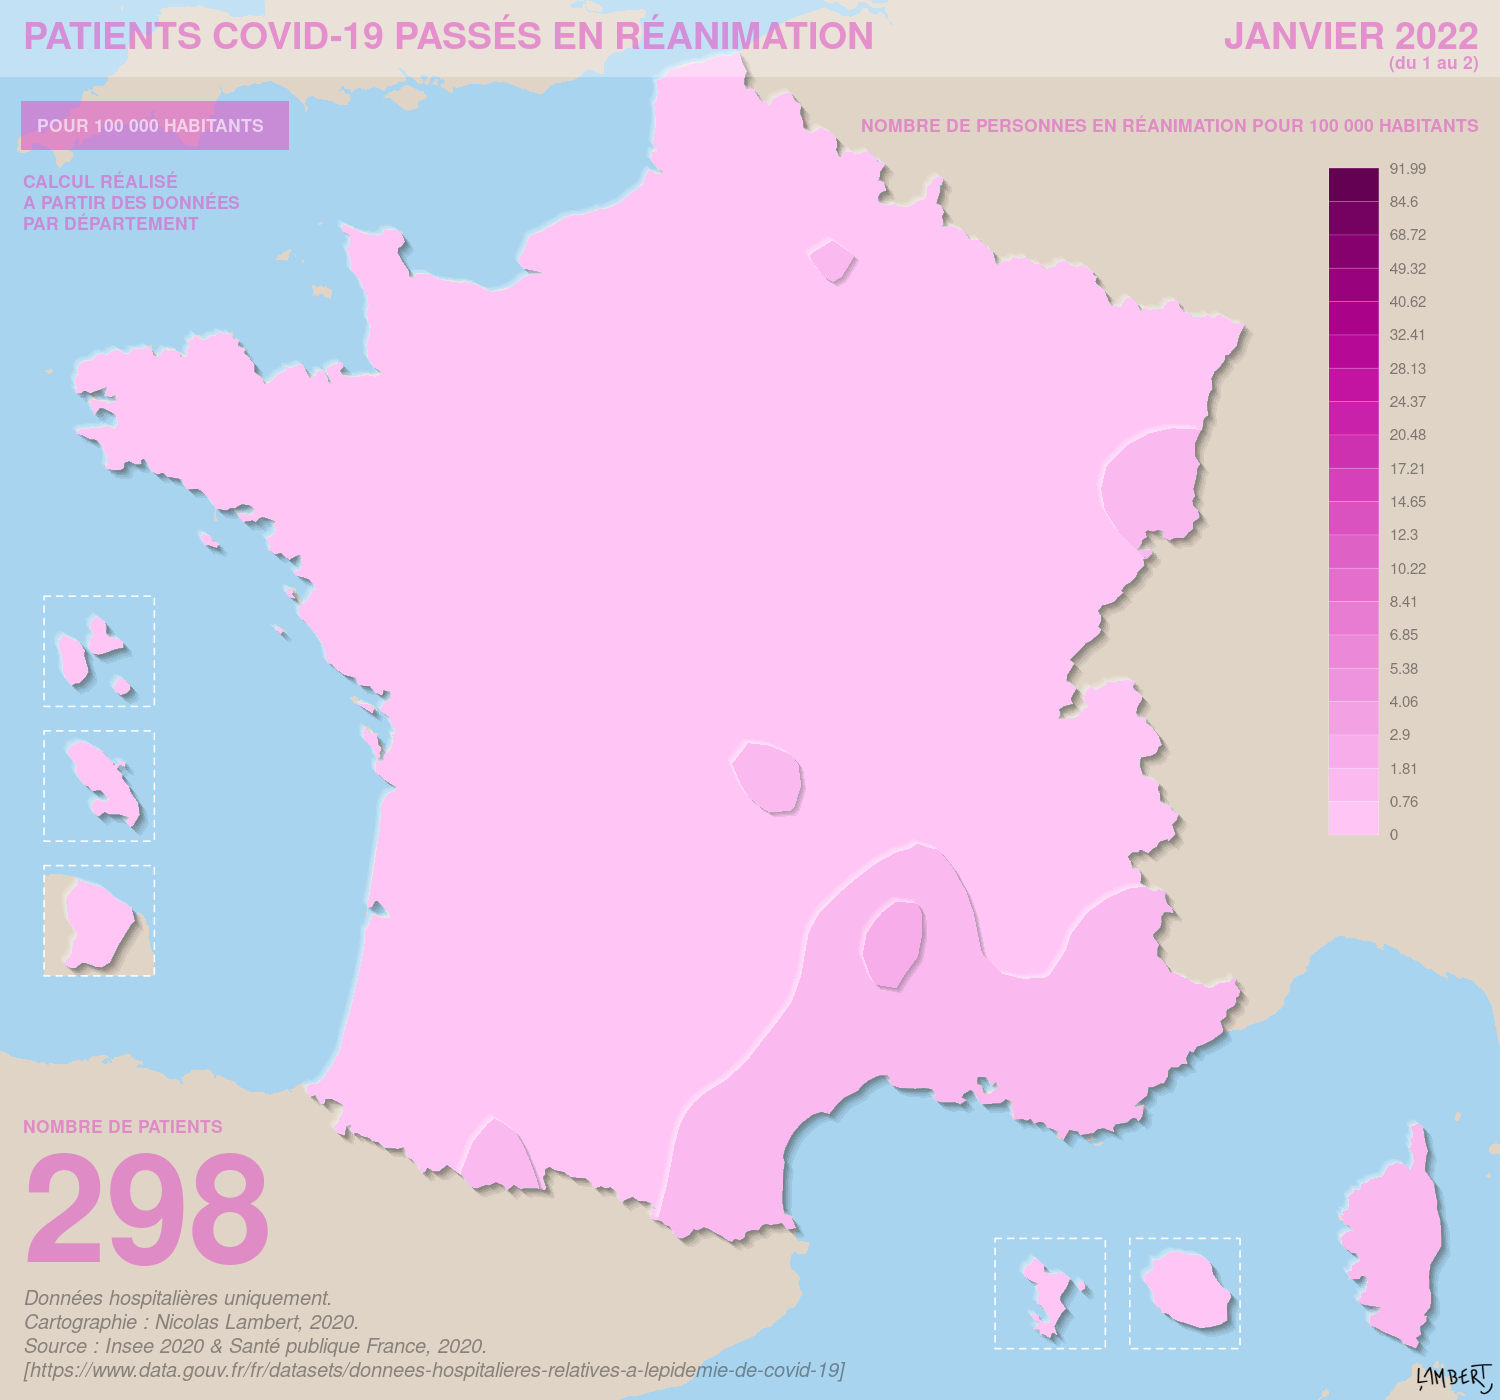 PATIENTS COVID-19 PASSÉS EN RÉANIMATION
JANVIER 2022
(du 1 au 2)
POUR 100 000 HABITANTS
CALCUL RÉALISÉ
A PARTIR DES DONNÉES
PAR DÉPARTEMENT
NOMBRE DE PERSONNES EN RÉANIMATION POUR 100 000 HABITANTS
91.99
84.6
68.72
49.32
40.62
32.41
28.13
24.37
20.48
17.21
14.65
12.3
10.22
8.41
6.85
5.38
4.06
2.9
1.81
0.76
0
NOMBRE DE PATIENTS
298
Données hospitalières uniquement.
Cartographie : Nicolas Lambert, 2020.
Source : Insee 2020 & Santé publique France, 2020.
[https://www.data.gouv.fr/fr/datasets/donnees-hospitalieres-relatives-a-lepidemie-de-covid-19]
LAMBERT